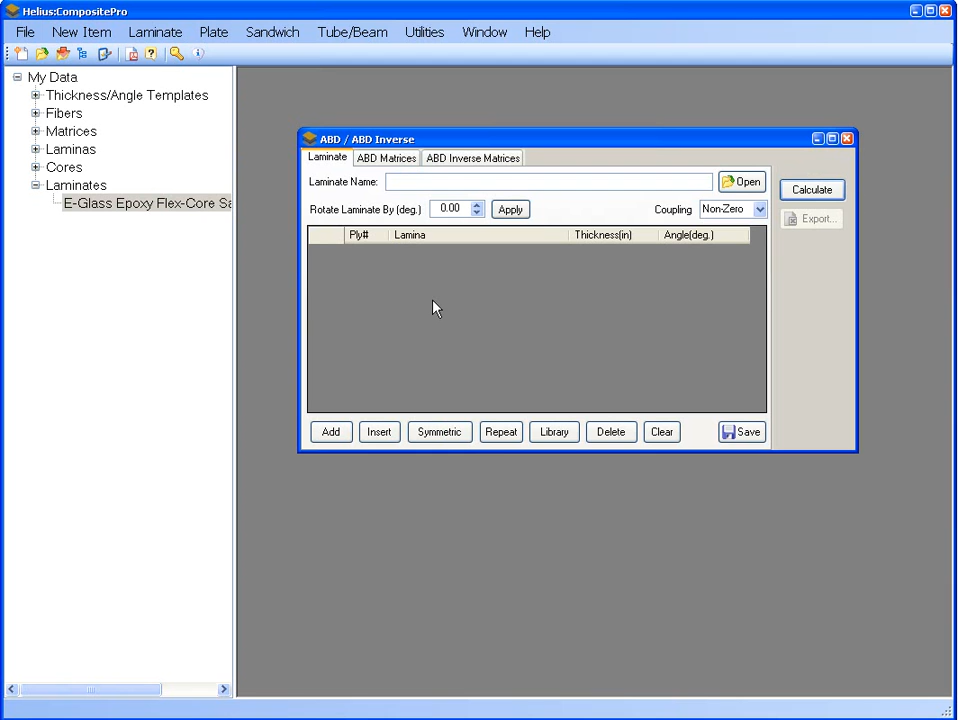 Helius:CompositePro
File New Item Laminate Plate Sandwich Tube/Beam Utilities Window Help
My Data
Thickness/Angle Templates
Fibers
Matrices
Laminas
Cores
Laminates
E-Glass Epoxy Flex-Core Sa
ABD / ABD Inverse
Laminate ABD Matrices ABD Inverse Matrices
Laminate Name: Open
Calculate
Rotate Laminate By (deg.) 0.00 Apply Coupling Non-Zero
Export...
Ply# Lamina Thickness(in) Angle(deg.)
Add Insert Symmetric Repeat Library Delete Clear Save